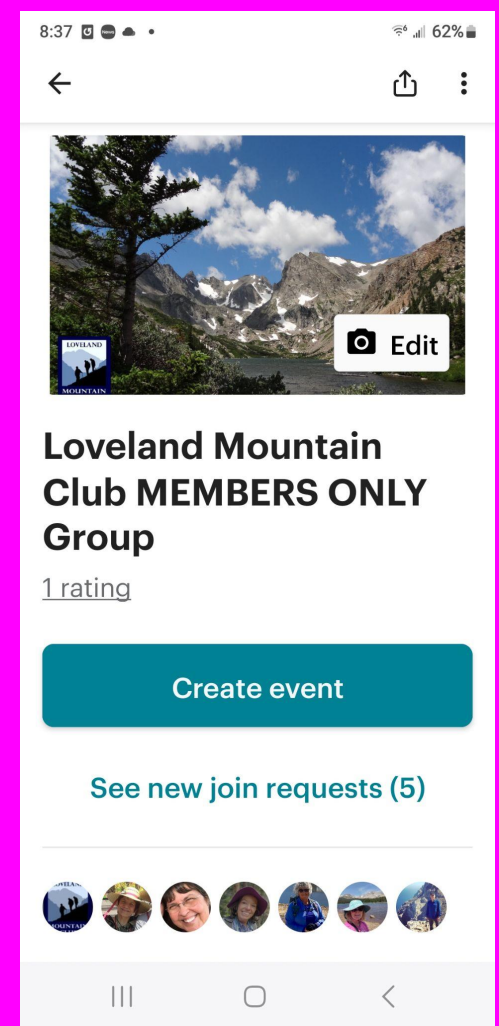 8:37
62%
LOVELAND
MOUNTAIN
Edit
Loveland Mountain
Club MEMBERS ONLY
Group
1 rating
Create event
See new join requests (5)